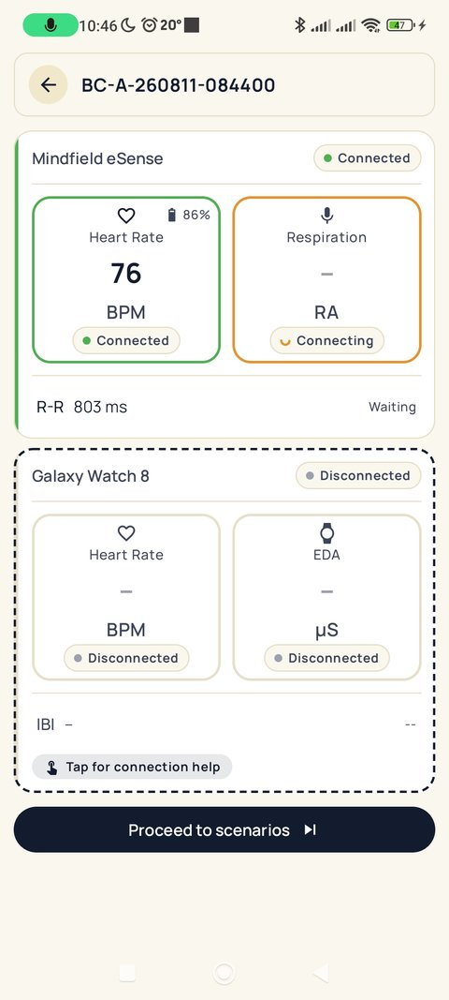 10:46 20°
47
BC-A-260811-084400
Mindfield eSense
Connected
86%
Heart Rate
76
BPM
Connected
Respiration
–
RA
Connecting
R-R 803 ms
Waiting
Galaxy Watch 8
Disconnected
Heart Rate
–
BPM
Disconnected
EDA
–
µS
Disconnected
IBI –
--
Tap for connection help
Proceed to scenarios